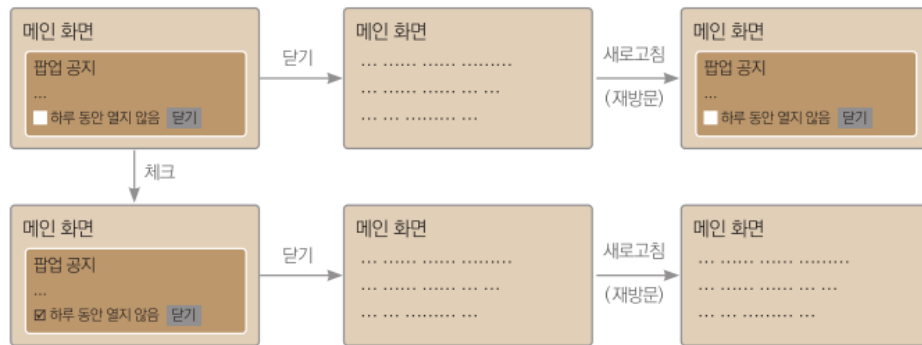 메인 화면
팝업 공지
...
하루 동안 열지 않음 닫기
닫기
메인 화면
... ...... ...... .........
... ...... ...... ... ...
... ... ......... ...
새로고침
(재방문)
메인 화면
팝업 공지
...
하루 동안 열지 않음 닫기
체크
메인 화면
팝업 공지
...
하루 동안 열지 않음 닫기
닫기
메인 화면
... ...... ...... .........
... ...... ...... ... ...
... ... ......... ...
새로고침
(재방문)
메인 화면
... ...... ...... .........
... ...... ...... ... ...
... ... ......... ...